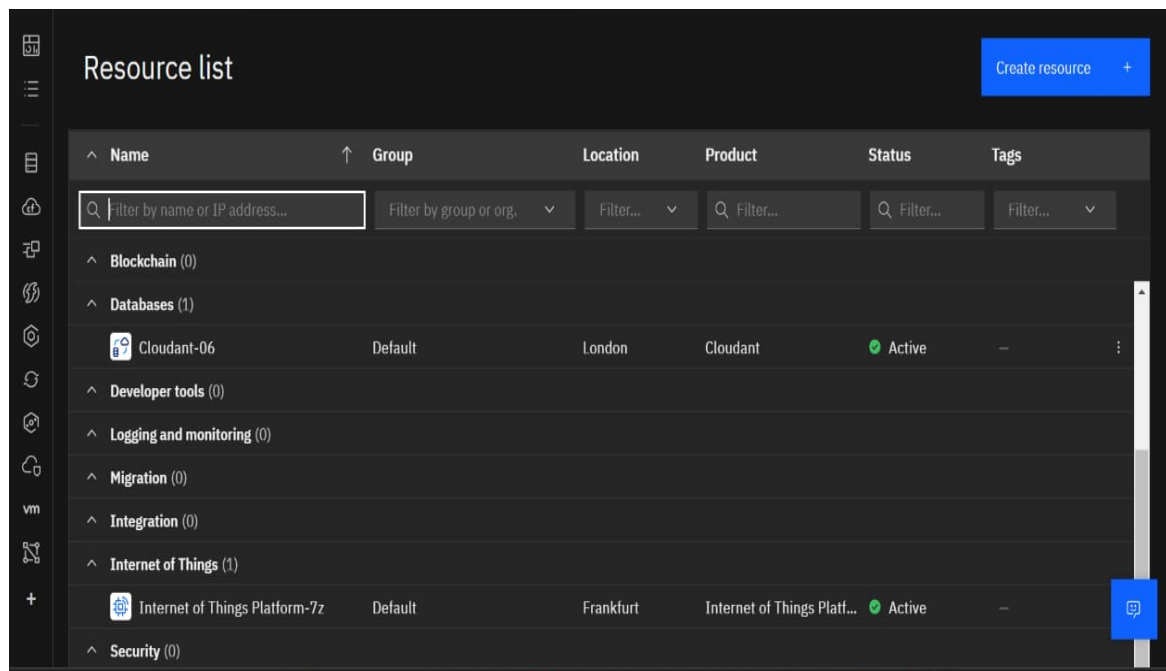 Resource list
Create resource +
Name Group Location Product Status Tags
Filter by name or IP address... Filter by group or org. Filter... Filter... Filter... Filter...
Blockchain (0)
Databases (1)
Cloudant-06 Default London Cloudant Active –
Developer tools (0)
Logging and monitoring (0)
Migration (0)
Integration (0)
Internet of Things (1)
vm
Internet of Things Platform-7z Default Frankfurt Internet of Things Platf... Active –
Security (0)